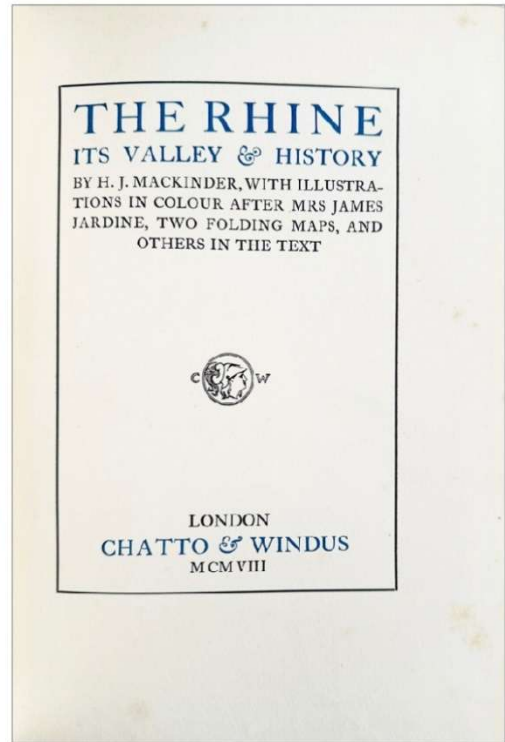 THE RHINE
ITS VALLEY & HISTORY
BY H. J. MACKINDER, WITH ILLUSTRA-
TIONS IN COLOUR AFTER MRS JAMES
JARDINE, TWO FOLDING MAPS, AND
OTHERS IN THE TEXT
C W
LONDON
CHATTO & WINDUS
MCMVIII